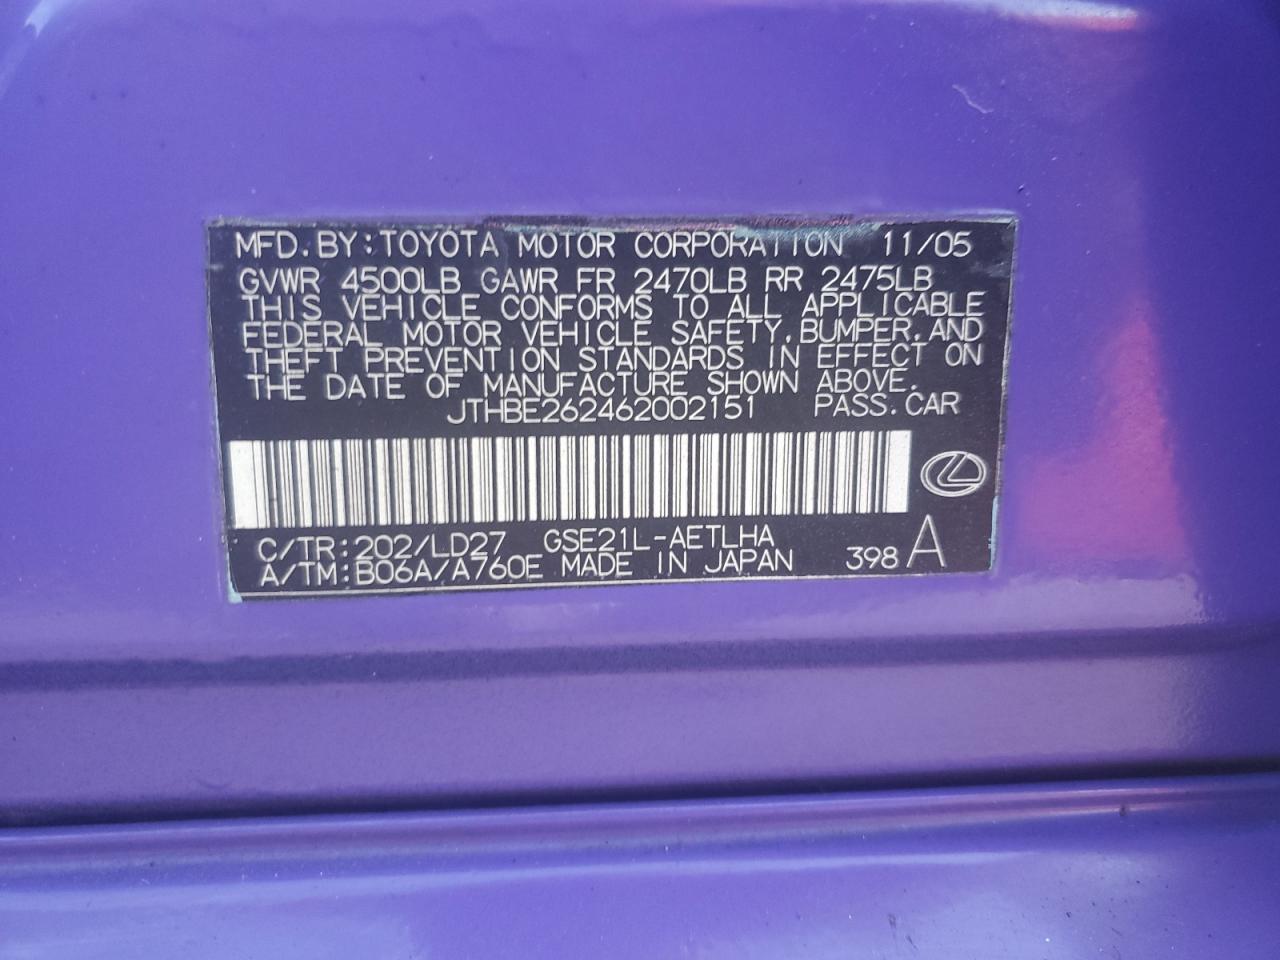 MFD. BY: TOYOTA MOTOR CORPORATION 11/05
GVWR 4500LB GAWR FR 2470LB RR 2475LB
THIS VEHICLE CONFORMS TO ALL APPLICABLE
FEDERAL MOTOR VEHICLE SAFETY, BUMPER, AND
THEFT PREVENTION STANDARDS IN EFFECT ON
THE DATE OF MANUFACTURE SHOWN ABOVE.
JTHBE262462002151 PASS. CAR
C/TR: 202/LD27 GSE21L-AETLHA
A/TM: B06A/A760E MADE IN JAPAN 398 A